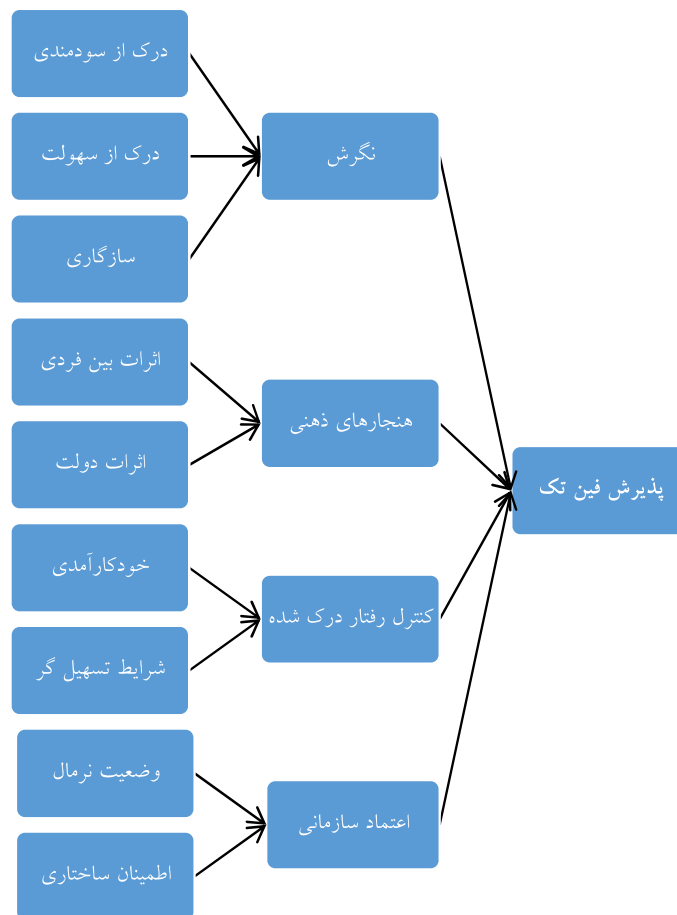 درک از سودمندی
درک از سهولت
سازگاری
اثرات بین فردی
اثرات دولت
خودکارآمدی
شرایط تسهیل گر
وضعیت نرمال
اطمینان ساختاری
نگرش
هنجارهای ذهنی
کنترل رفتار درک شده
اعتماد سازمانی
پذیرش فین تک